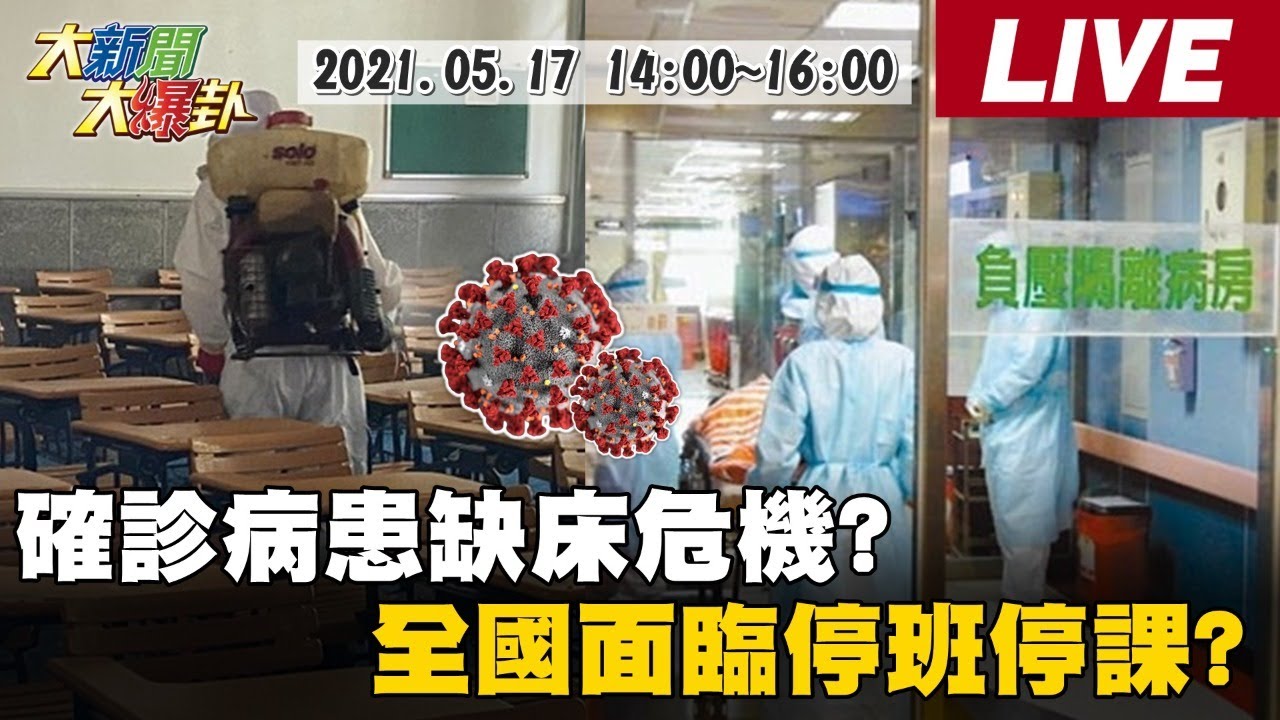 大新聞
大爆卦
2021.05.17 14:00~16:00
LIVE
solo
負壓隔離病房
確診病患缺床危機?
全國面臨停班停課?